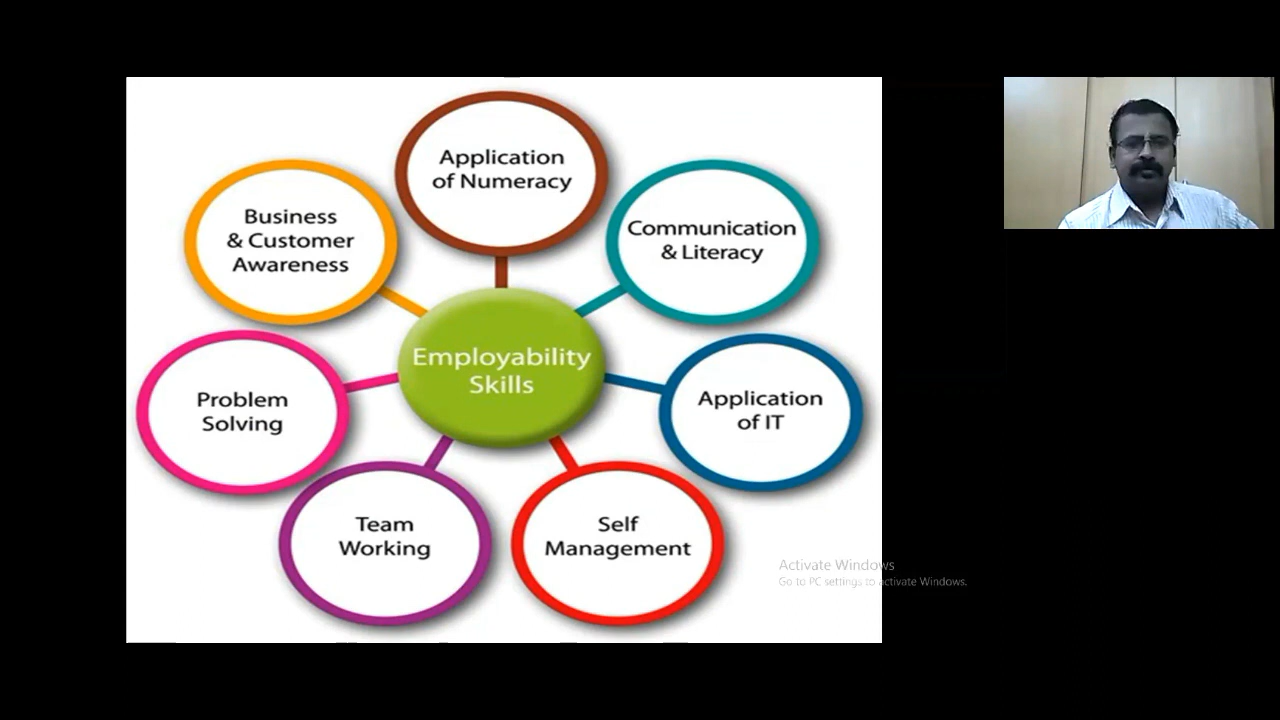 Application
of Numeracy
Business
& Customer
Awareness
Communication
& Literacy
Employability
Skills
Problem
Solving
Application
of IT
Team
Working
Self
Management
Activate Windows
Go to PC settings to activate Windows.